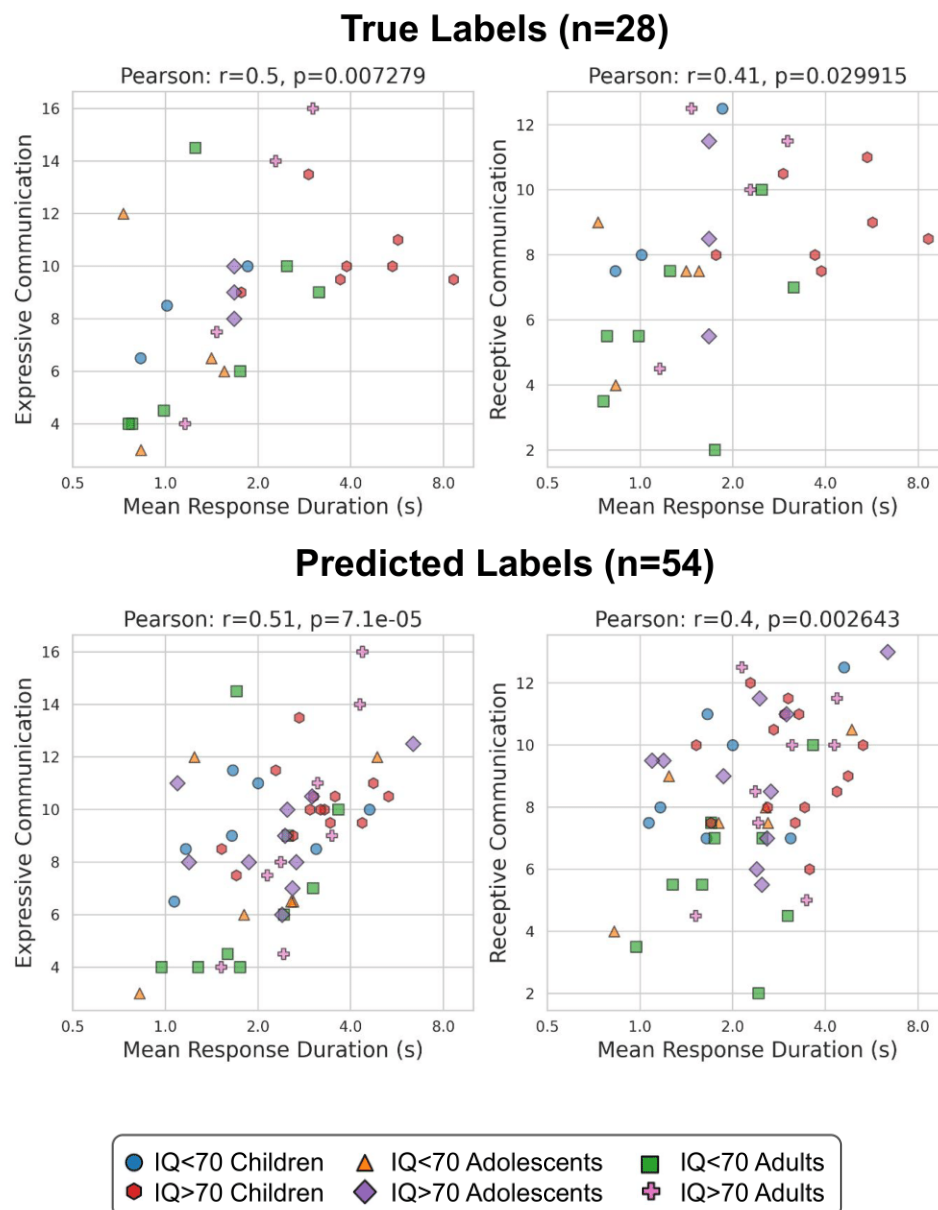 True Labels (n=28)
Pearson: r=0.5, p=0.007279
Expressive Communication
16
14
12
10
8
6
4
0.5 1.0 2.0 4.0 8.0
Mean Response Duration (s)
Pearson: r=0.41, p=0.029915
Receptive Communication
12
10
8
6
4
2
0.5 1.0 2.0 4.0 8.0
Mean Response Duration (s)
Predicted Labels (n=54)
Pearson: r=0.51, p=7.1e-05
Expressive Communication
16
14
12
10
8
6
4
0.5 1.0 2.0 4.0 8.0
Mean Response Duration (s)
Pearson: r=0.4, p=0.002643
Receptive Communication
12
10
8
6
4
2
0.5 1.0 2.0 4.0 8.0
Mean Response Duration (s)
IQ<70 Children IQ<70 Adolescents IQ<70 Adults
IQ>70 Children IQ>70 Adolescents IQ>70 Adults